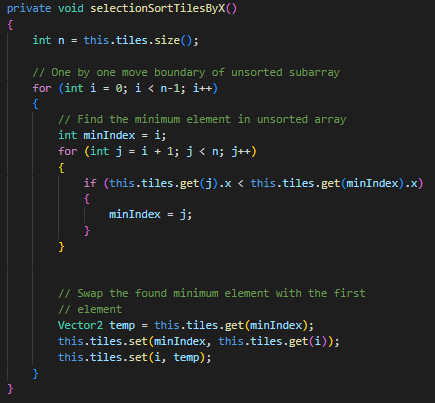 private void selectionSortTilesByX()
{
    int n = this.tiles.size();

    // One by one move boundary of unsorted subarray
    for (int i = 0; i < n-1; i++)
    {
        // Find the minimum element in unsorted array
        int minIndex = i;
        for (int j = i + 1; j < n; j++)
        {
            if (this.tiles.get(j).x < this.tiles.get(minIndex).x)
            {
                minIndex = j;
            }
        }


        // Swap the found minimum element with the first
        // element
        Vector2 temp = this.tiles.get(minIndex);
        this.tiles.set(minIndex, this.tiles.get(i));
        this.tiles.set(i, temp);
    }
}